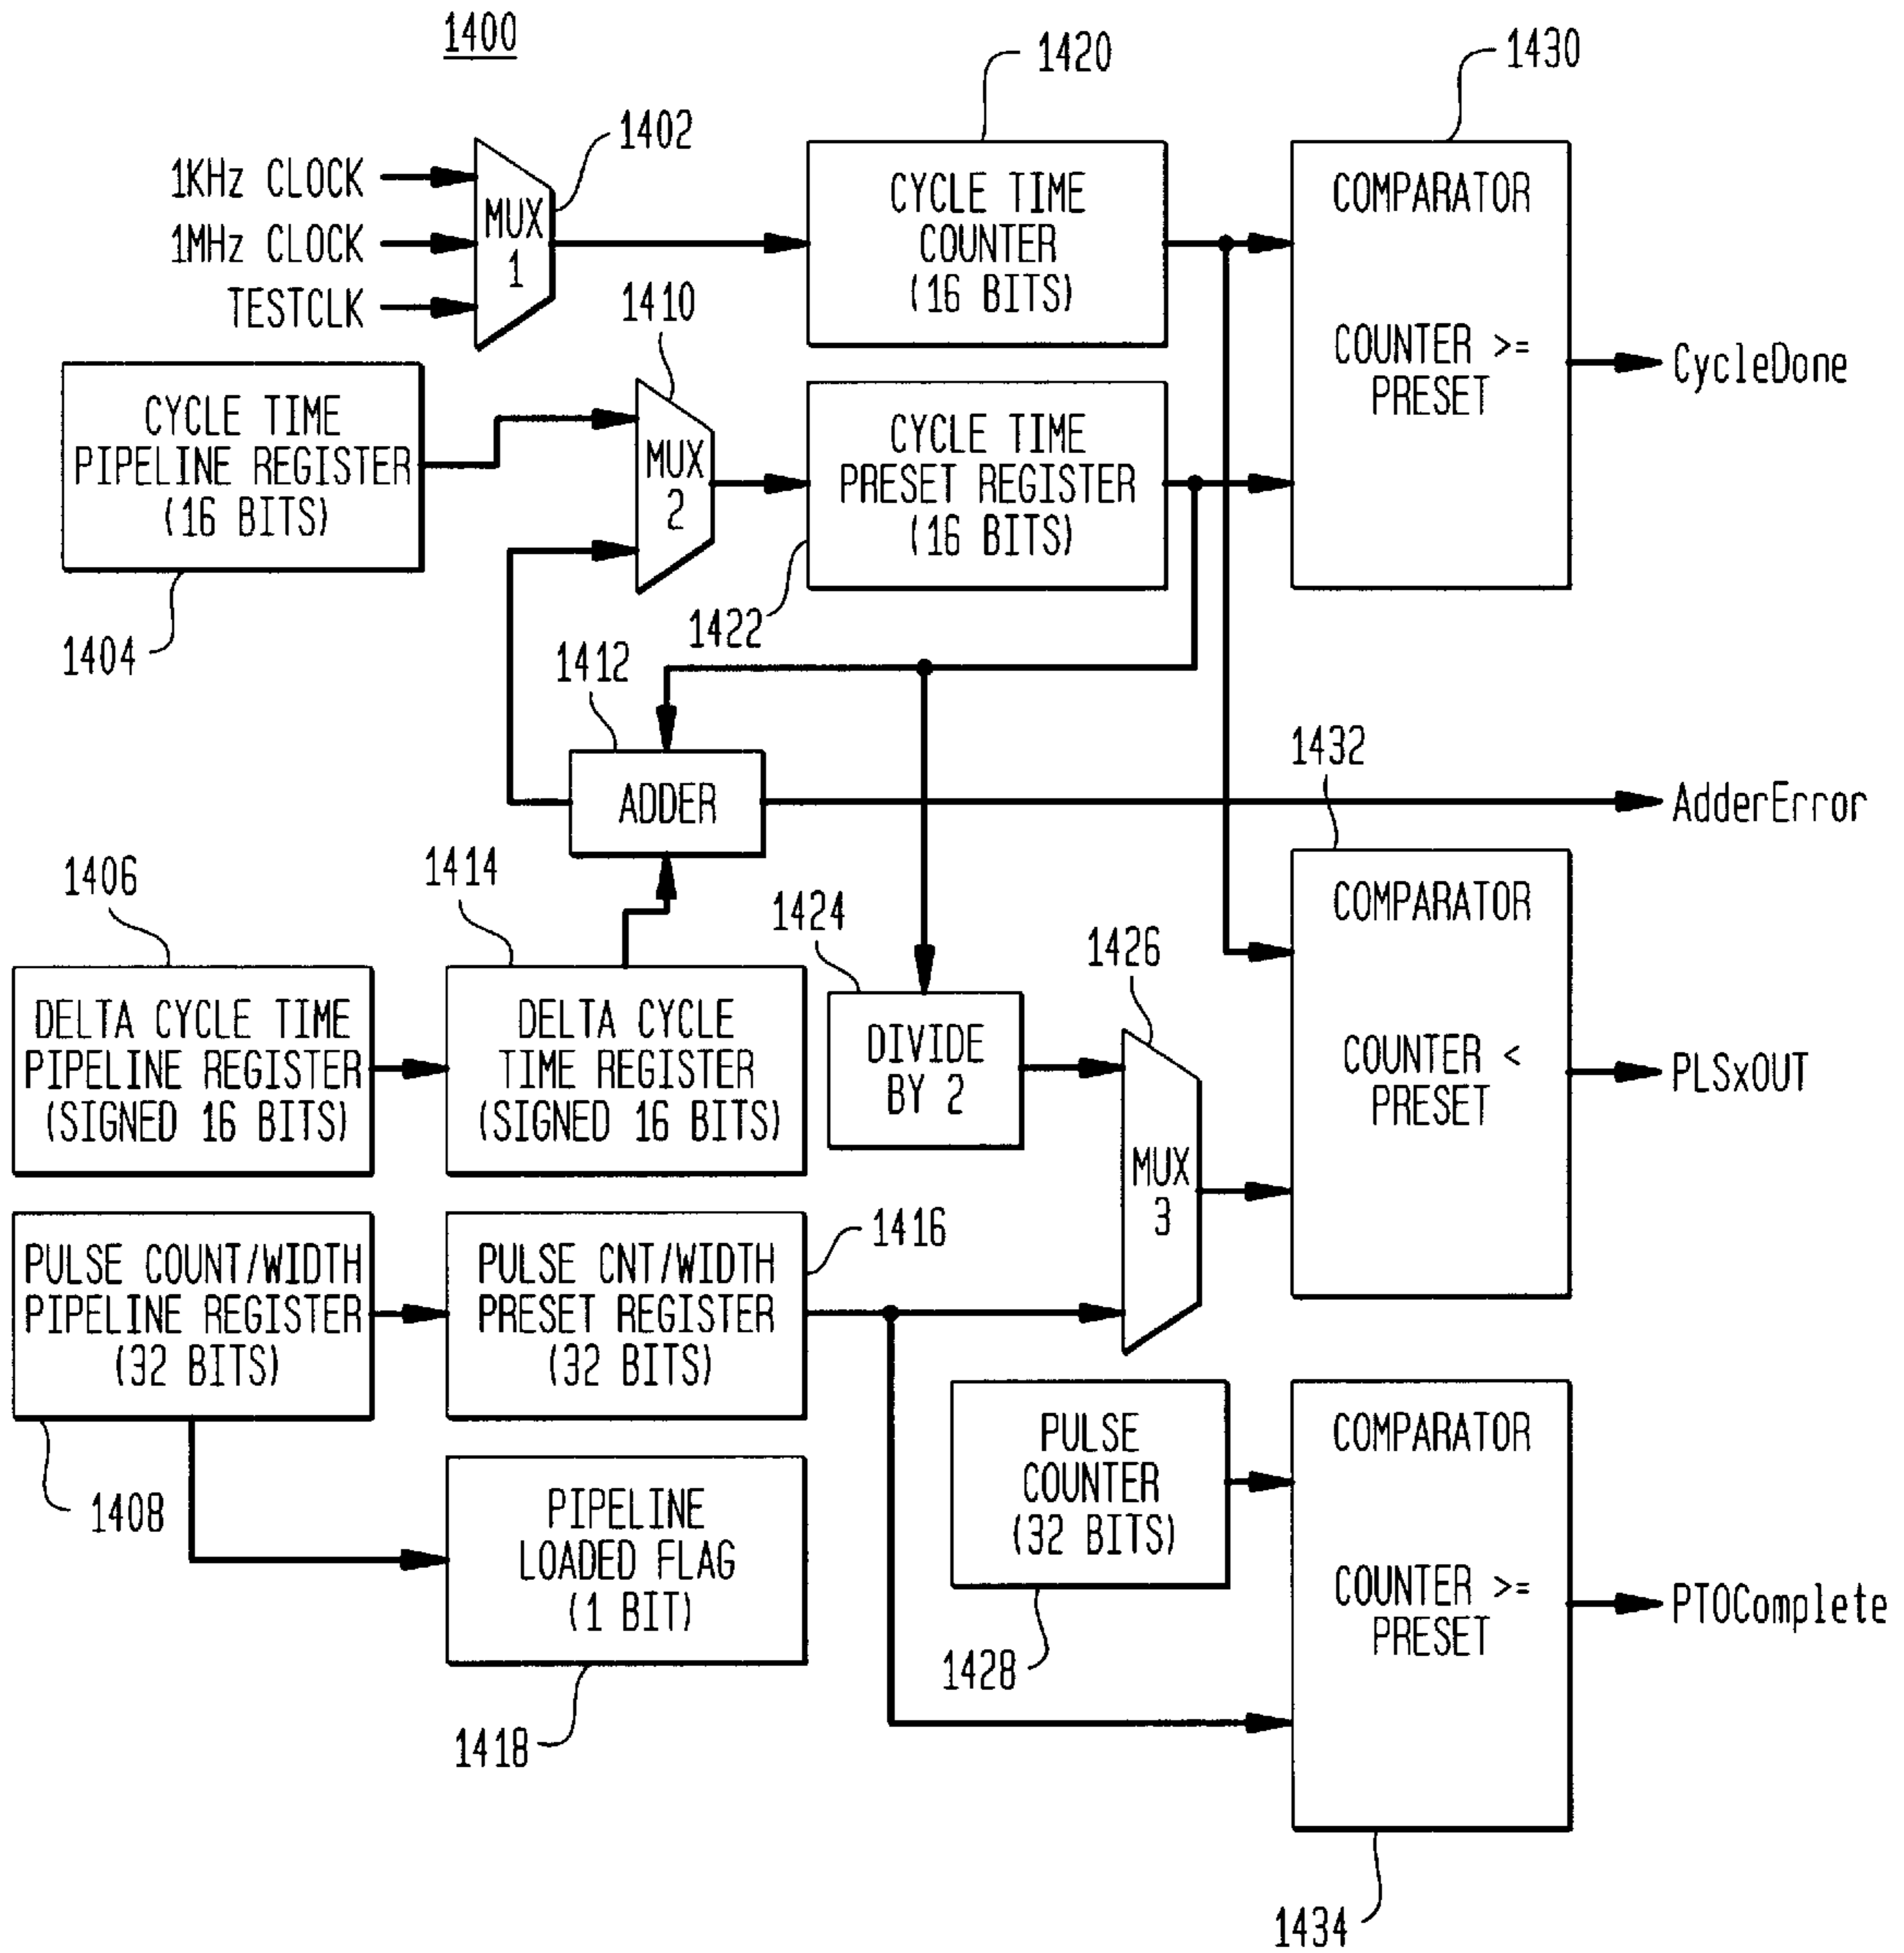 1400
1420
1430
1402
1KHz CLOCK
1MHz CLOCK
TESTCLK
MUX
1
CYCLE TIME
COUNTER
(16 BITS)
COMPARATOR
COUNTER >=
PRESET
CycleDone
1410
CYCLE TIME
PIPELINE REGISTER
(16 BITS)
1404
MUX
2
CYCLE TIME
PRESET REGISTER
(16 BITS)
1422
1412
ADDER
AdderError
1432
1406
1414
1424
1426
DELTA CYCLE TIME
PIPELINE REGISTER
(SIGNED 16 BITS)
DELTA CYCLE
TIME REGISTER
(SIGNED 16 BITS)
DIVIDE
BY 2
MUX
3
COMPARATOR
COUNTER <
PRESET
PLSxOUT
PULSE COUNT/WIDTH
PIPELINE REGISTER
(32 BITS)
1408
PULSE CNT/WIDTH
PRESET REGISTER
(32 BITS)
1416
PIPELINE
LOADED FLAG
(1 BIT)
1418
PULSE
COUNTER
(32 BITS)
1428
COMPARATOR
COUNTER >=
PRESET
PTOComplete
1434